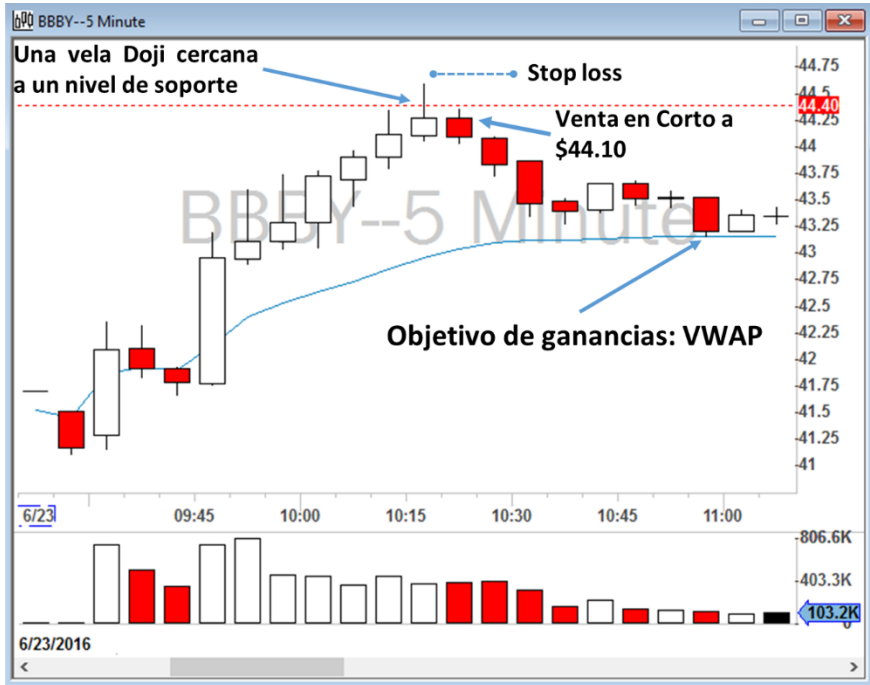 BBBY--5 Minute
Una vela Doji cercana
a un nivel de soporte
Stop loss
Venta en Corto a
$44.10
BBBY--5 Minute
Objetivo de ganancias: VWAP
44.75
44.5
44.40
44.25
44
43.75
43.5
43.25
43
42.75
42.5
42.25
42
41.75
41.5
41.25
41
6/23
09:45
10:00
10:15
10:30
10:45
11:00
806.6K
403.3K
103.2K
0
6/23/2016